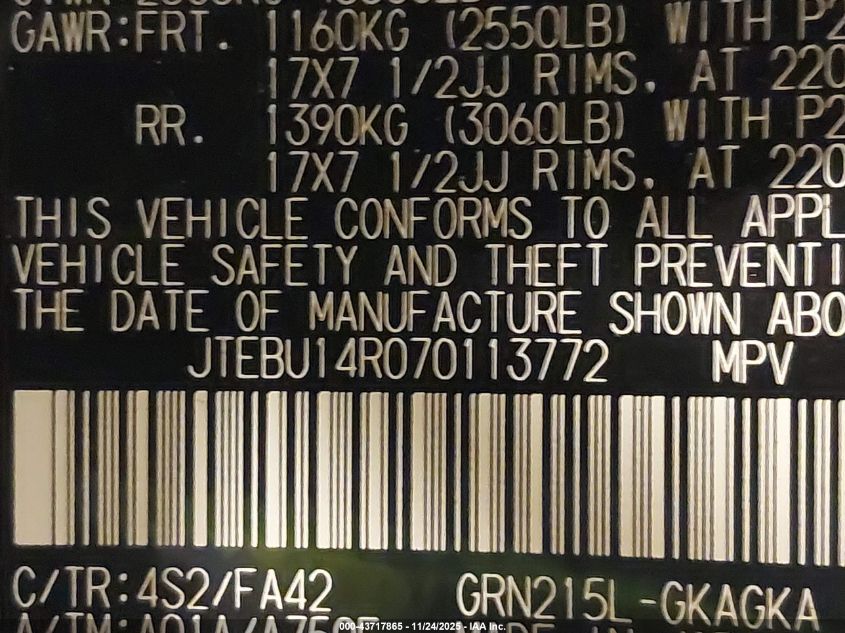 GAWR:FRT. 1160KG (2550LB) WITH P2
17X7 1/2JJ RIMS, AT 220
RR. 1390KG (3060LB) WITH P2
17X7 1/2JJ RIMS, AT 220
THIS VEHICLE CONFORMS TO ALL APPL
VEHICLE SAFETY AND THEFT PREVENTI
THE DATE OF MANUFACTURE SHOWN ABO
JTEBU14R070113772 MPV
C/TR:4S2/FA42 GRN215L-GKAGKA
000-43717865 - 11/24/2025 - IAA Inc.